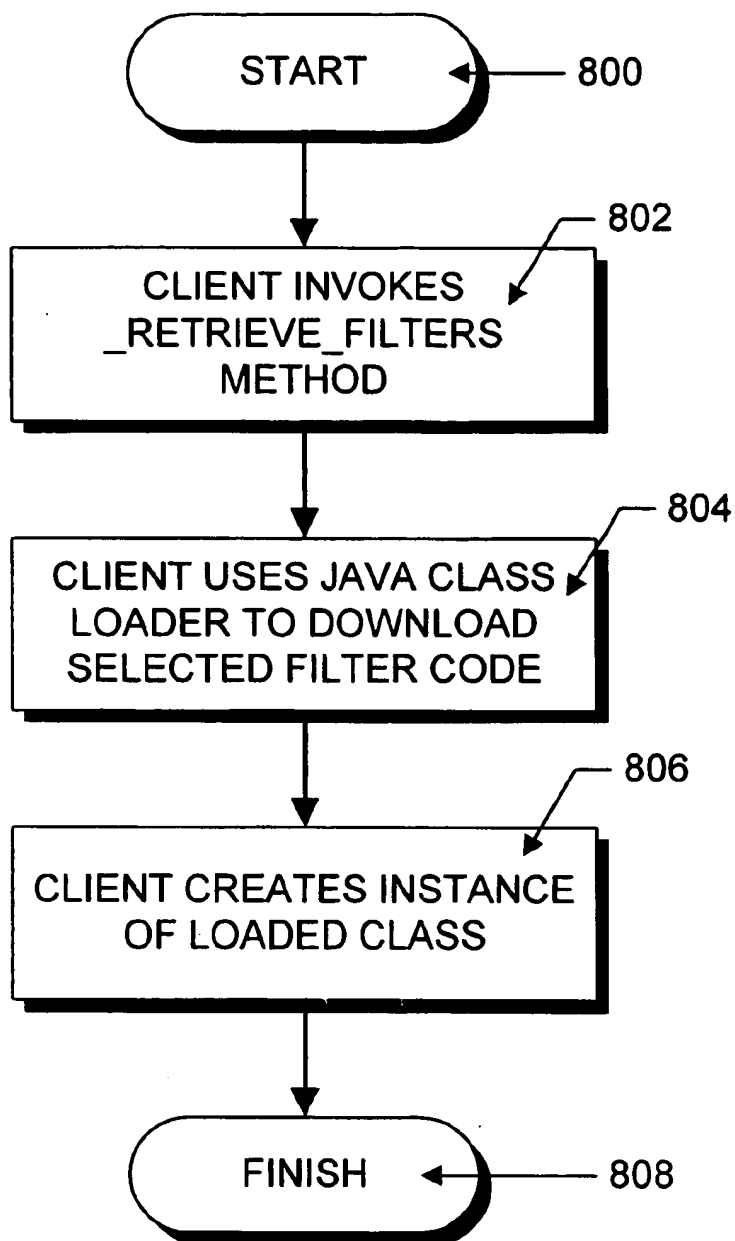 START
800
802
CLIENT INVOKES
_RETRIEVE_FILTERS
METHOD
804
CLIENT USES JAVA CLASS
LOADER TO DOWNLOAD
SELECTED FILTER CODE
806
CLIENT CREATES INSTANCE
OF LOADED CLASS
FINISH
808